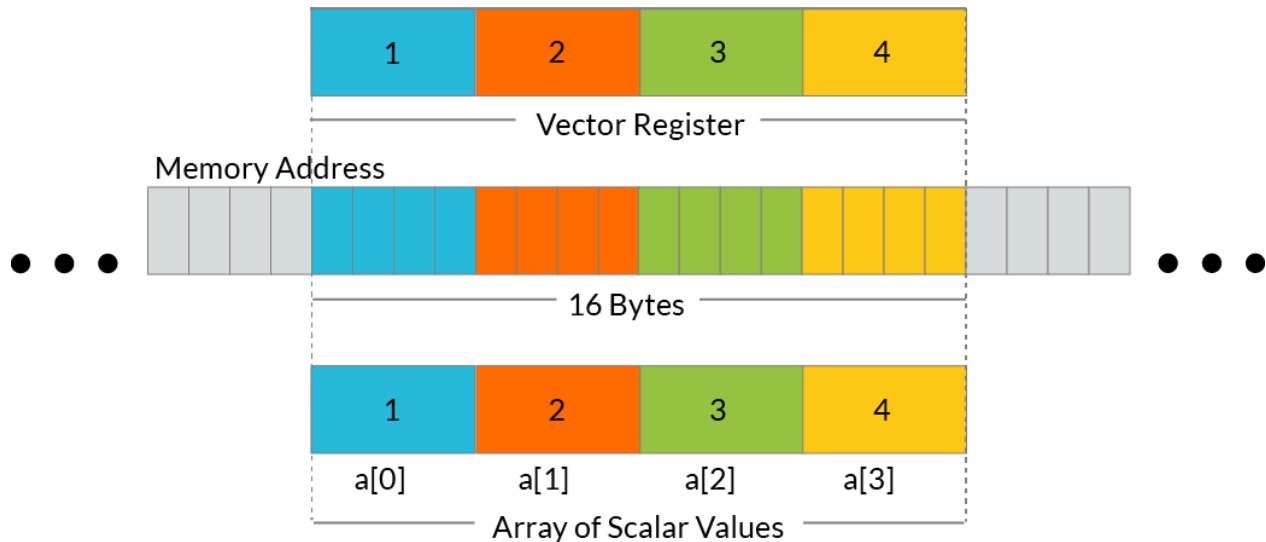 1 2 3 4
Vector Register
Memory Address
16 Bytes
1 2 3 4
a[0] a[1] a[2] a[3]
Array of Scalar Values